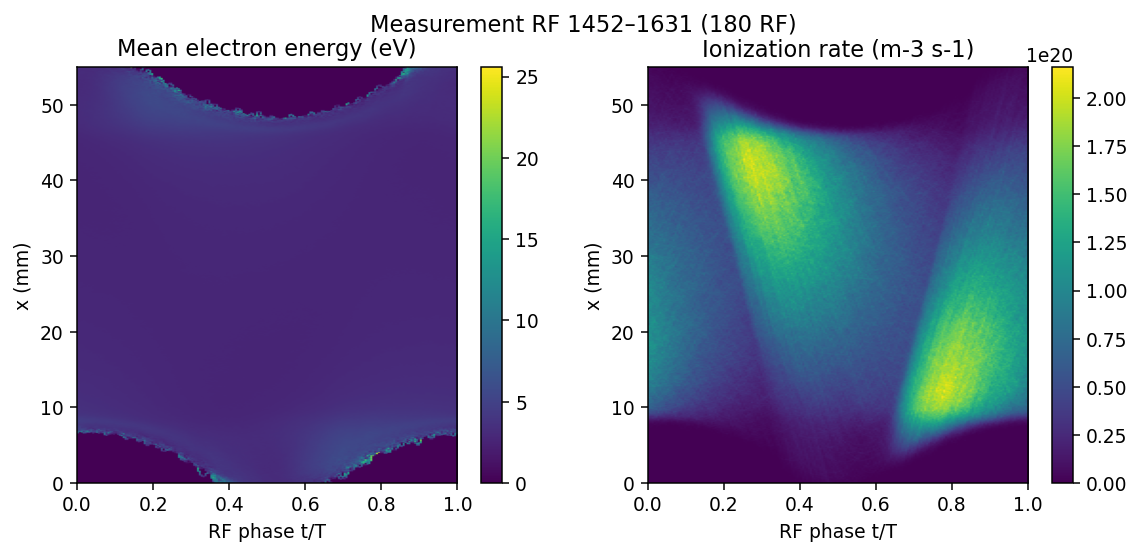 Measurement RF 1452–1631 (180 RF)
Mean electron energy (eV)
x (mm)
50
40
30
20
10
0
0.0 0.2 0.4 0.6 0.8 1.0
RF phase t/T
25
20
15
10
5
0
Ionization rate (m-3 s-1)
x (mm)
50
40
30
20
10
0
0.0 0.2 0.4 0.6 0.8 1.0
RF phase t/T
1e20
2.00
1.75
1.50
1.25
1.00
0.75
0.50
0.25
0.00